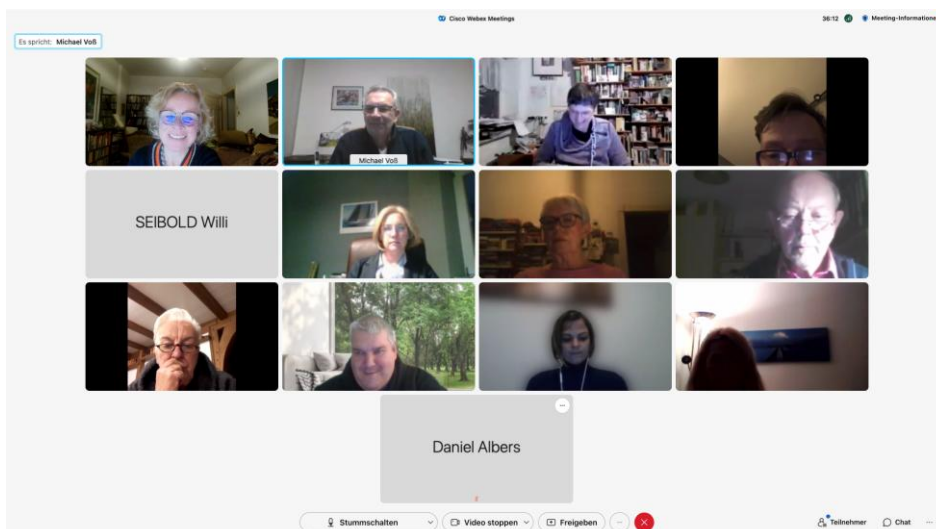 Cisco Webex Meetings
36:12
Meeting-Informatione
Es spricht: Michael Voß
Michael Voß
SEIBOLD Willi
Daniel Albers
Stummschalten
Video stoppen
Freigeben
Teilnehmer
Chat